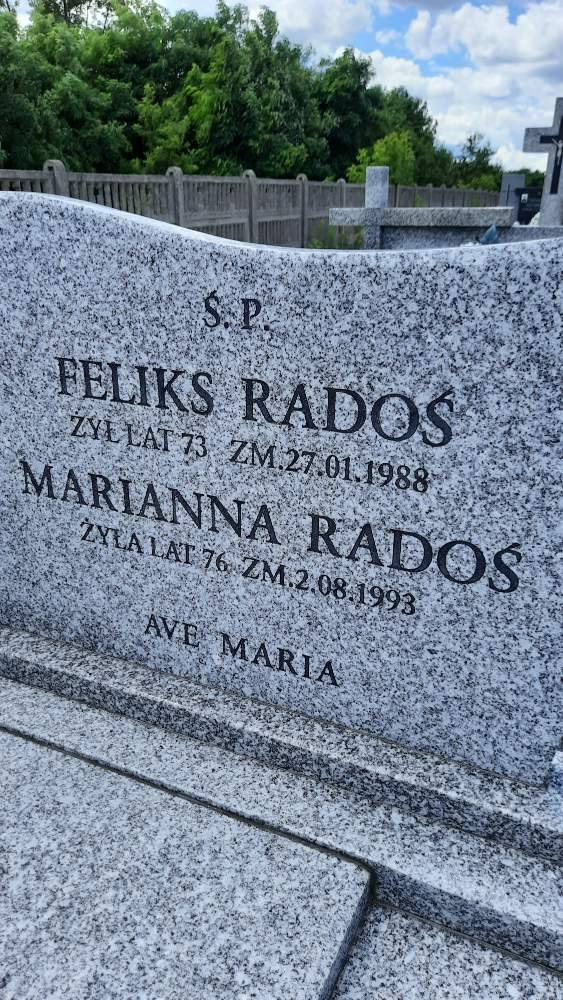 Ś. P.
FELIKS RADOŚ
ŻYŁ LAT 73 ZM.27.01.1988
MARIANNA RADOŚ
ŻYŁA LAT 76 ZM.2.08.1993
AVE MARIA